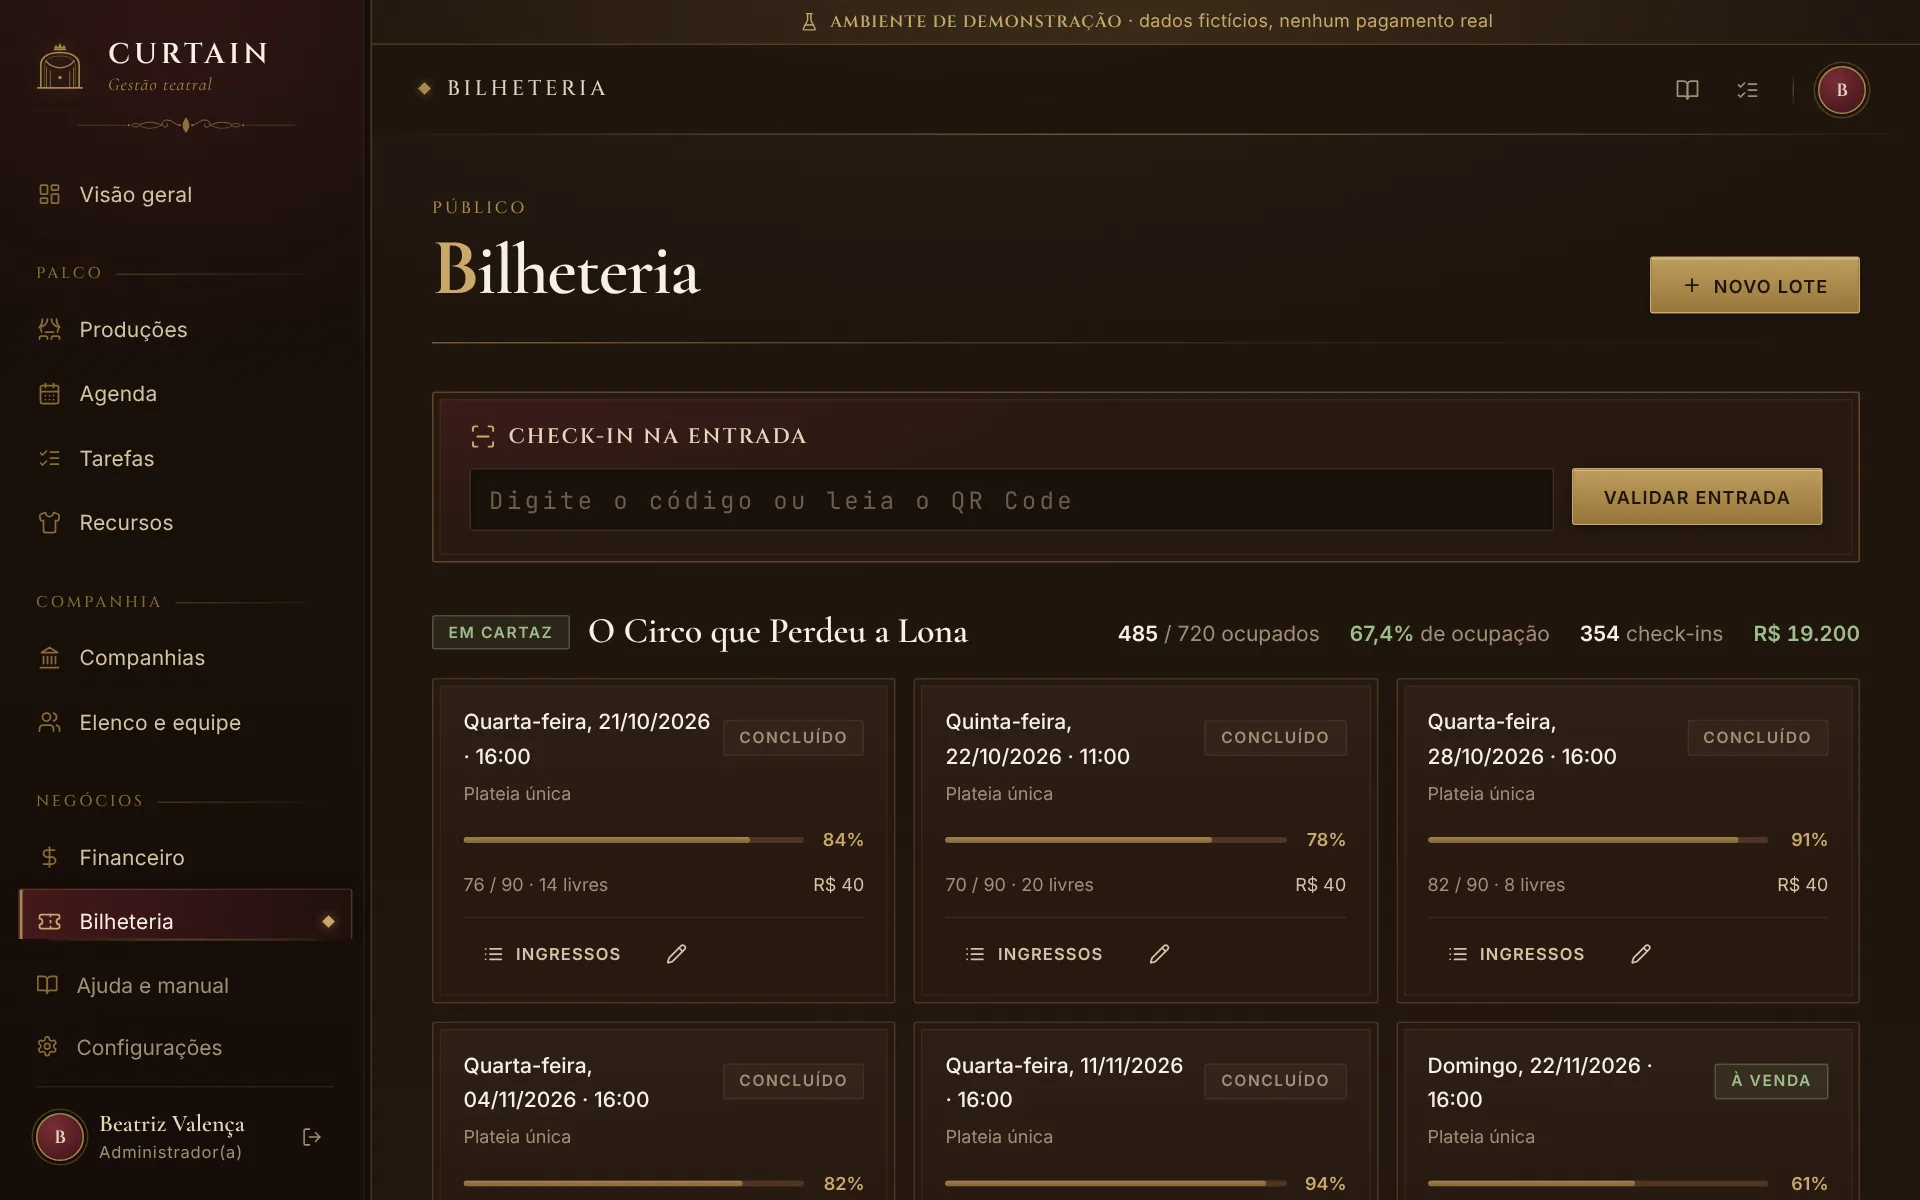 CURTAIN
Gestão teatral
Visão geral
PALCO
Produções
Agenda
Tarefas
Recursos
COMPANHIA
Companhias
Elenco e equipe
NEGÓCIOS
Financeiro
Bilheteria
Ajuda e manual
Configurações
B
Beatriz Valença
Administrador(a)
AMBIENTE DE DEMONSTRAÇÃO · dados fictícios, nenhum pagamento real
BILHETERIA
B
PÚBLICO
Bilheteria
NOVO LOTE
CHECK-IN NA ENTRADA
Digite o código ou leia o QR Code
VALIDAR ENTRADA
EM CARTAZ
O Circo que Perdeu a Lona
485 / 720 ocupados
67,4% de ocupação
354 check-ins
R$ 19.200
Quarta-feira, 21/10/2026
· 16:00
CONCLUÍDO
Plateia única
84%
76 / 90 · 14 livres
R$ 40
INGRESSOS
Quinta-feira,
22/10/2026 · 11:00
CONCLUÍDO
Plateia única
78%
70 / 90 · 20 livres
R$ 40
INGRESSOS
Quarta-feira,
28/10/2026 · 16:00
CONCLUÍDO
Plateia única
91%
82 / 90 · 8 livres
R$ 40
INGRESSOS
Quarta-feira,
04/11/2026 · 16:00
CONCLUÍDO
Plateia única
82%
Quarta-feira, 11/11/2026
· 16:00
CONCLUÍDO
Plateia única
94%
Domingo, 22/11/2026 ·
16:00
À VENDA
Plateia única
61%